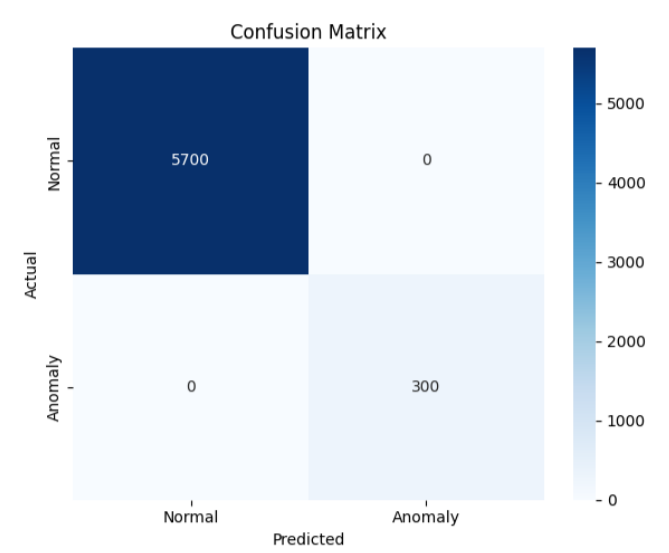 Confusion Matrix
Normal
5700
0
5000
4000
3000
2000
1000
0
Actual
Anomaly
0
300
Normal
Anomaly
Predicted